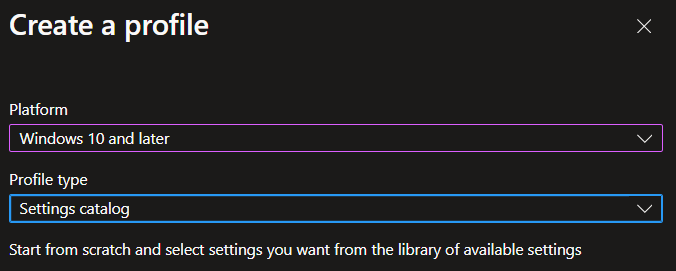 Create a profile
Platform
Windows 10 and later
Profile type
Settings catalog
Start from scratch and select settings you want from the library of available settings